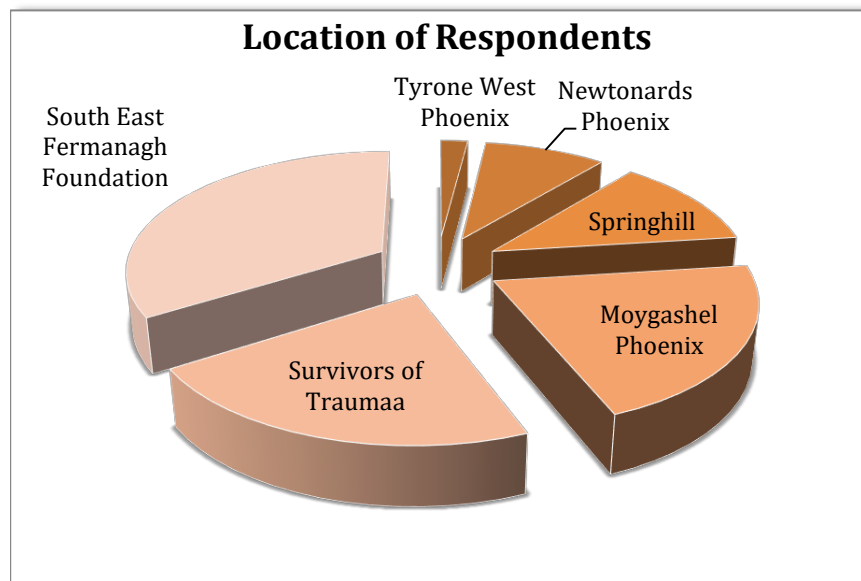 Location of Respondents
Tyrone West
Phoenix
Newtonards
Phoenix
South East
Fermanagh
Foundation
Springhill
Moygashel
Phoenix
Survivors of
Traumaa